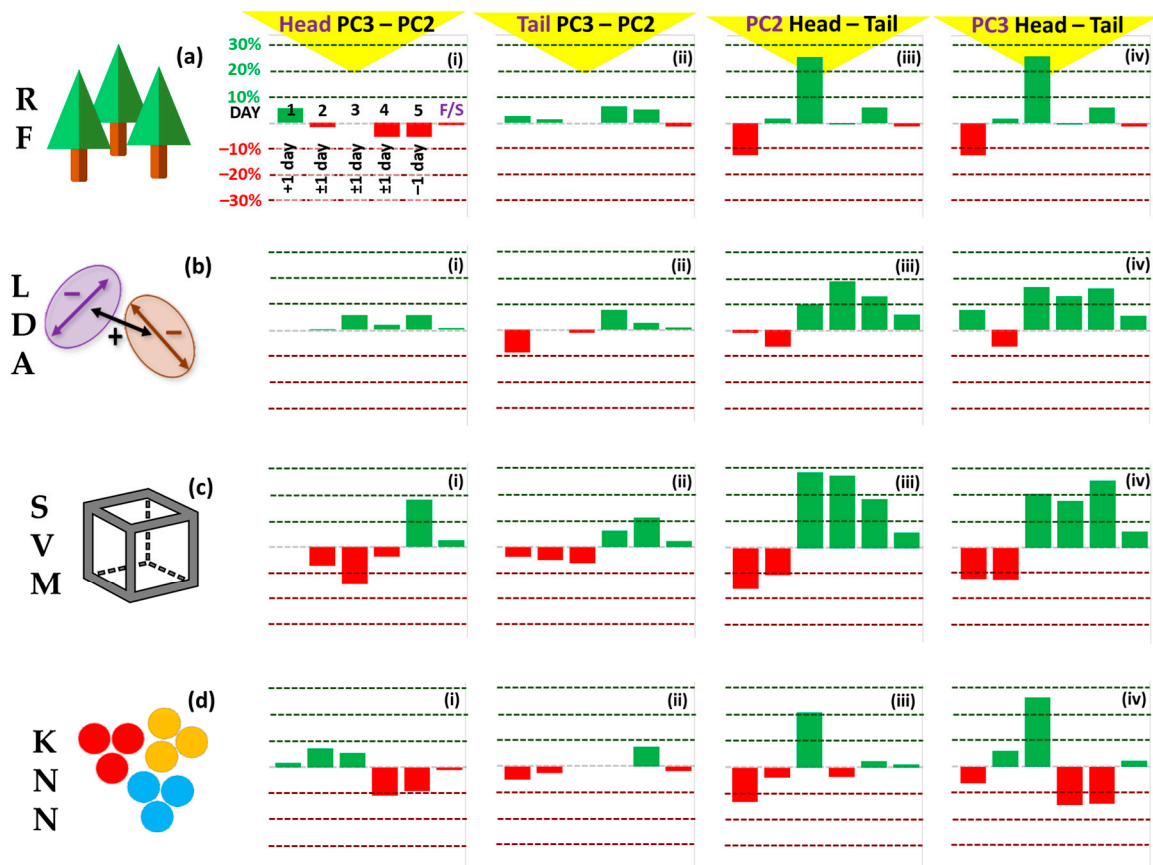 Head PC3 – PC2
Tail PC3 – PC2
PC2 Head – Tail
PC3 Head – Tail
(a)
R
F
30%
20%
10%
DAY
–10%
–20%
–30%
(i)
1 2 3 4 5 F/S
+1 day
±1 day
±1 day
±1 day
–1 day
(ii)
(iii)
(iv)
(b)
L
D
A
–
+
–
(i)
(ii)
(iii)
(iv)
(c)
S
V
M
(i)
(ii)
(iii)
(iv)
(d)
K
N
N
(i)
(ii)
(iii)
(iv)